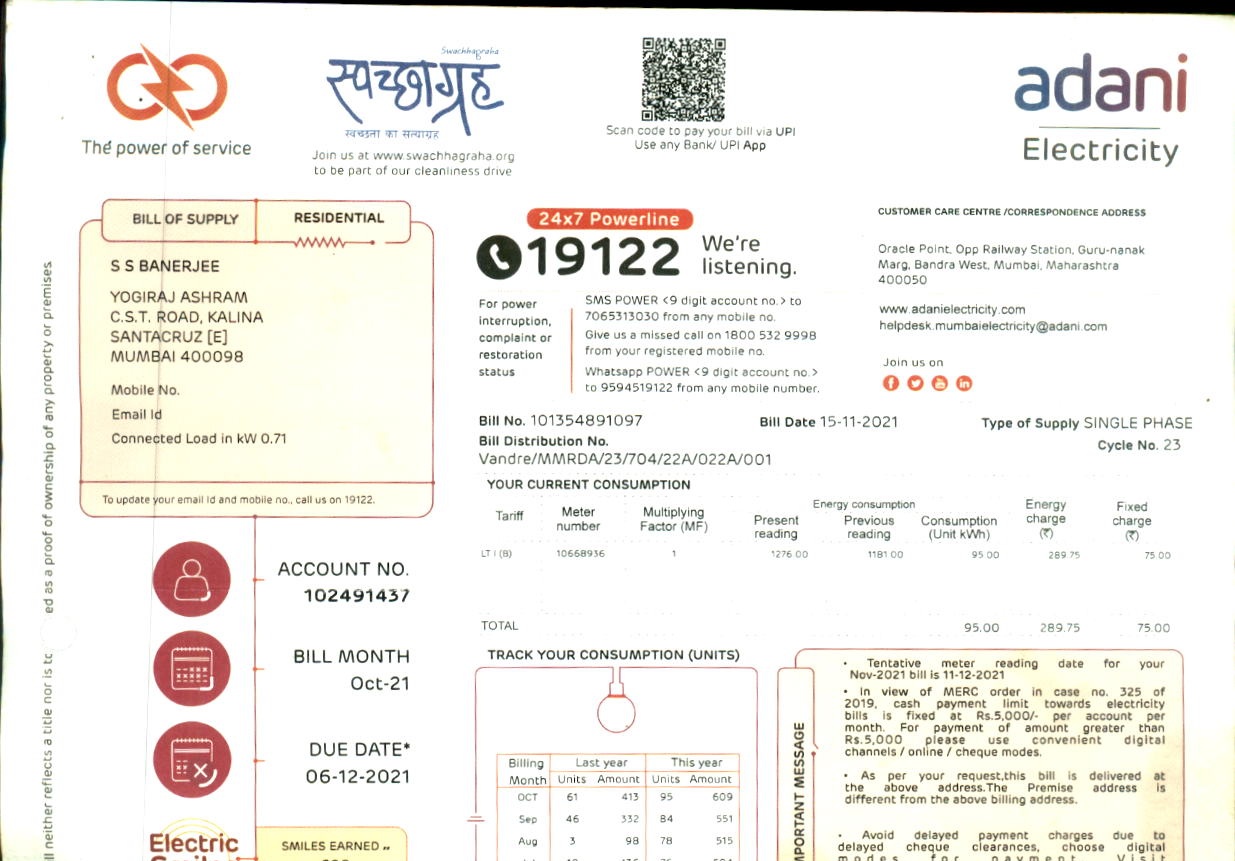 The power of service
Swachhagraha
स्वच्छाग्रह
स्वच्छता का सत्याग्रह
Join us at www.swachhagraha.org
to be part of our cleanliness drive
Scan code to pay your bill via UPI
Use any Bank/ UPI App
adani
Electricity
BILL OF SUPPLY
RESIDENTIAL
S S BANERJEE
YOGIRAJ ASHRAM
C.S.T. ROAD, KALINA
SANTACRUZ [E]
MUMBAI 400098
Mobile No.
Email Id
Connected Load in kW 0.71
To update your email Id and mobile no., call us on 19122.
24x7 Powerline
19122 We're
listening.
For power
interruption,
complaint or
restoration
status
SMS POWER <9 digit account no.> to
7065313030 from any mobile no.
Give us a missed call on 1800 532 9998
from your registered mobile no.
Whatsapp POWER <9 digit account no.>
to 9594519122 from any mobile number.
CUSTOMER CARE CENTRE /CORRESPONDENCE ADDRESS
Oracle Point, Opp Railway Station, Guru-nanak
Marg, Bandra West, Mumbai, Maharashtra
400050
www.adanielectricity.com
helpdesk.mumbaielectricity@adani.com
Join us on
Bill No. 101354891097 Bill Date 15-11-2021 Type of Supply SINGLE PHASE
Bill Distribution No. Cycle No. 23
Vandre/MMRDA/23/704/22A/022A/001
YOUR CURRENT CONSUMPTION
Tariff Meter number Multiplying Factor (MF) Energy consumption Present reading Previous reading Consumption (Unit kWh) Energy charge (₹) Fixed charge (₹)
LT I (B) 10668936 1 1276.00 1181.00 95.00 289.75 75.00
TOTAL 95.00 289.75 75.00
ed as a proof of ownership of any property or premises
ll neither reflects a title nor is to
ACCOUNT NO.
102491437
BILL MONTH
Oct-21
DUE DATE*
06-12-2021
Electric
SMILES EARNED
TRACK YOUR CONSUMPTION (UNITS)
Billing Last year This year
Month Units Amount Units Amount
OCT 61 413 95 609
Sep 46 332 84 551
Aug 3 98 78 515
MPORTANT MESSAGE
• Tentative meter reading date for your
Nov-2021 bill is 11-12-2021
• In view of MERC order in case no. 325 of
2019, cash payment limit towards electricity
bills is fixed at Rs.5,000/- per account per
month. For payment of amount greater than
Rs.5,000 please use convenient digital
channels / online / cheque modes.
• As per your request,this bill is delivered at
the above address.The Premise address is
different from the above billing address.
• Avoid delayed payment charges due to
delayed cheque clearances, choose digital
modes for payment. Visit